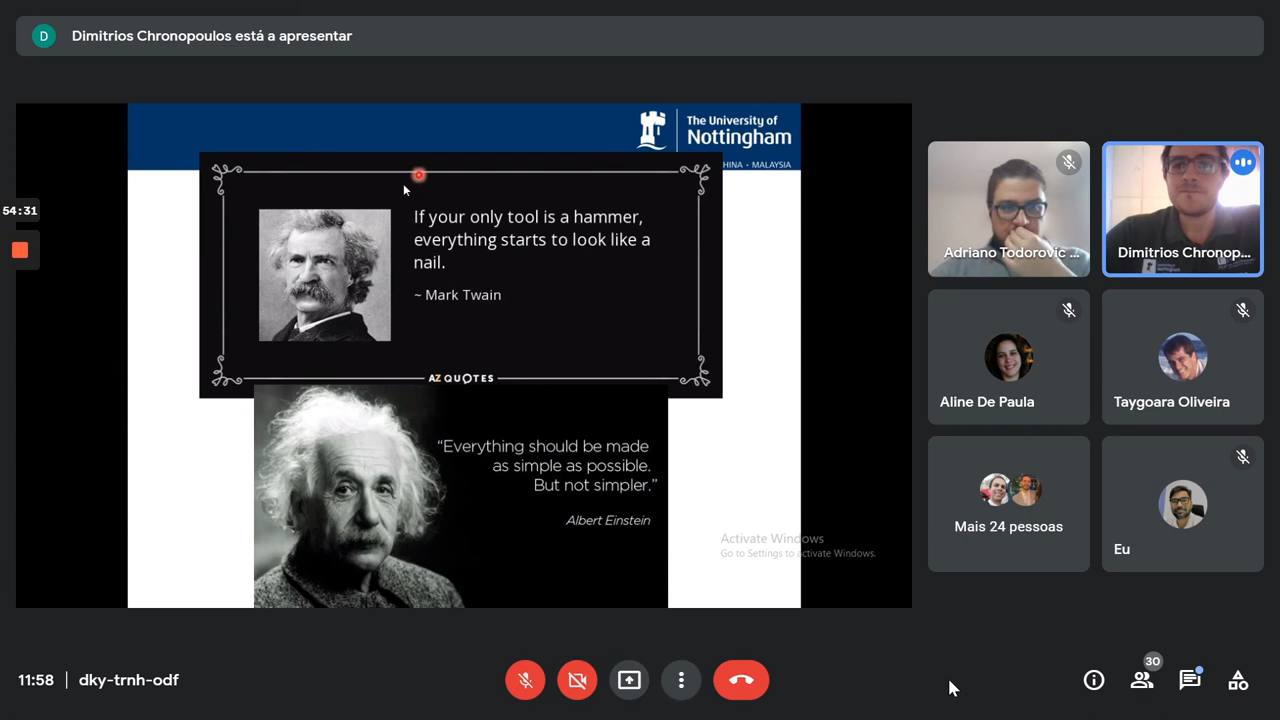 D
Dimitrios Chronopoulos está a apresentar
The University of
Nottingham
HINA • MALAYSIA
54:31
If your only tool is a hammer,
everything starts to look like a
nail.
~ Mark Twain
AZ QUOTES
“Everything should be made
as simple as possible.
But not simpler.”
Albert Einstein
Activate Windows
Go to Settings to activate Windows.
Adriano Todorovic ...
Dimitrios Chronop...
Aline De Paula
Taygoara Oliveira
Mais 24 pessoas
Eu
11:58
dky-trnh-odf
30